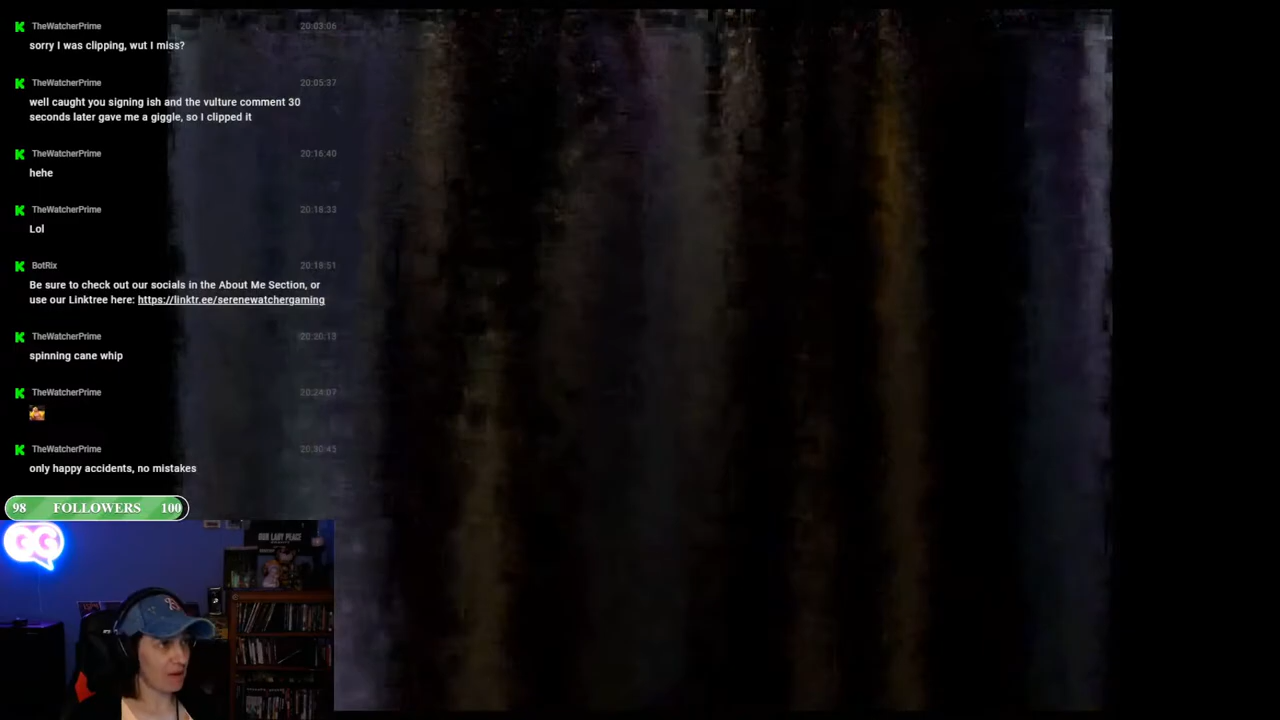 TheWatcherPrime 20:03:06
sorry I was clipping, wut I miss?
TheWatcherPrime 20:05:37
well caught you signing ish and the vulture comment 30
seconds later gave me a giggle, so I clipped it
TheWatcherPrime 20:16:40
hehe
TheWatcherPrime 20:18:33
Lol
BotRix 20:18:51
Be sure to check out our socials in the About Me Section, or
use our Linktree here: https://linktr.ee/serenewatchergaming
TheWatcherPrime 20:20:13
spinning cane whip
TheWatcherPrime 20:24:07
TheWatcherPrime 20:30:45
only happy accidents, no mistakes
98 FOLLOWERS 100
GG
OUR LADY PEACE